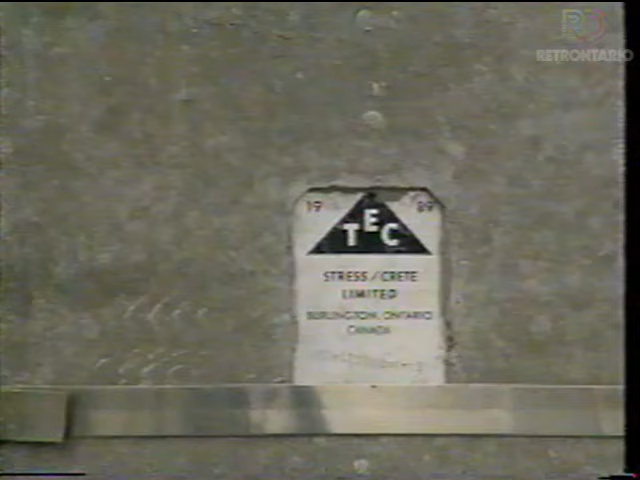 RETRONTARIO
19 89
TEC
STRESS/CRETE
LIMITED
BURLINGTON, ONTARIO
CANADA